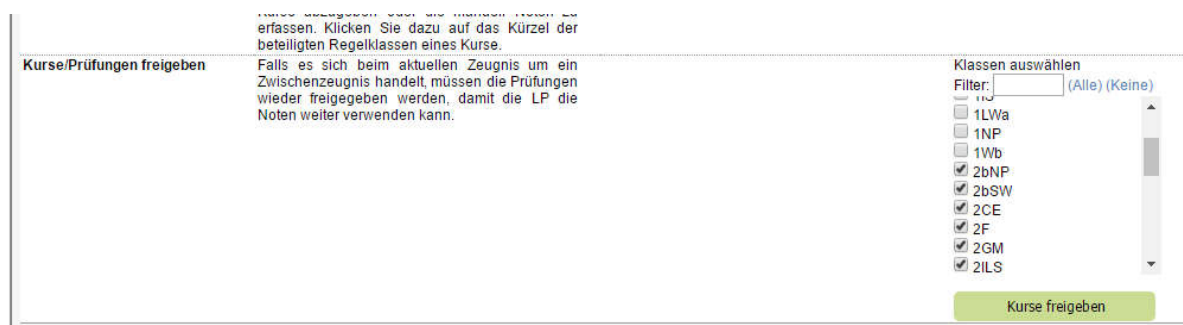 erfassen. Klicken Sie dazu auf das Kürzel der
beteiligten Regelklassen eines Kurse.
Kurse/Prüfungen freigeben
Falls es sich beim aktuellen Zeugnis um ein
Zwischenzeugnis handelt, müssen die Prüfungen
wieder freigegeben werden, damit die LP die
Noten weiter verwenden kann.
Klassen auswählen
Filter: (Alle) (Keine)
1LWa
1NP
1Wb
2bNP
2bSW
2CE
2F
2GM
2ILS
Kurse freigeben